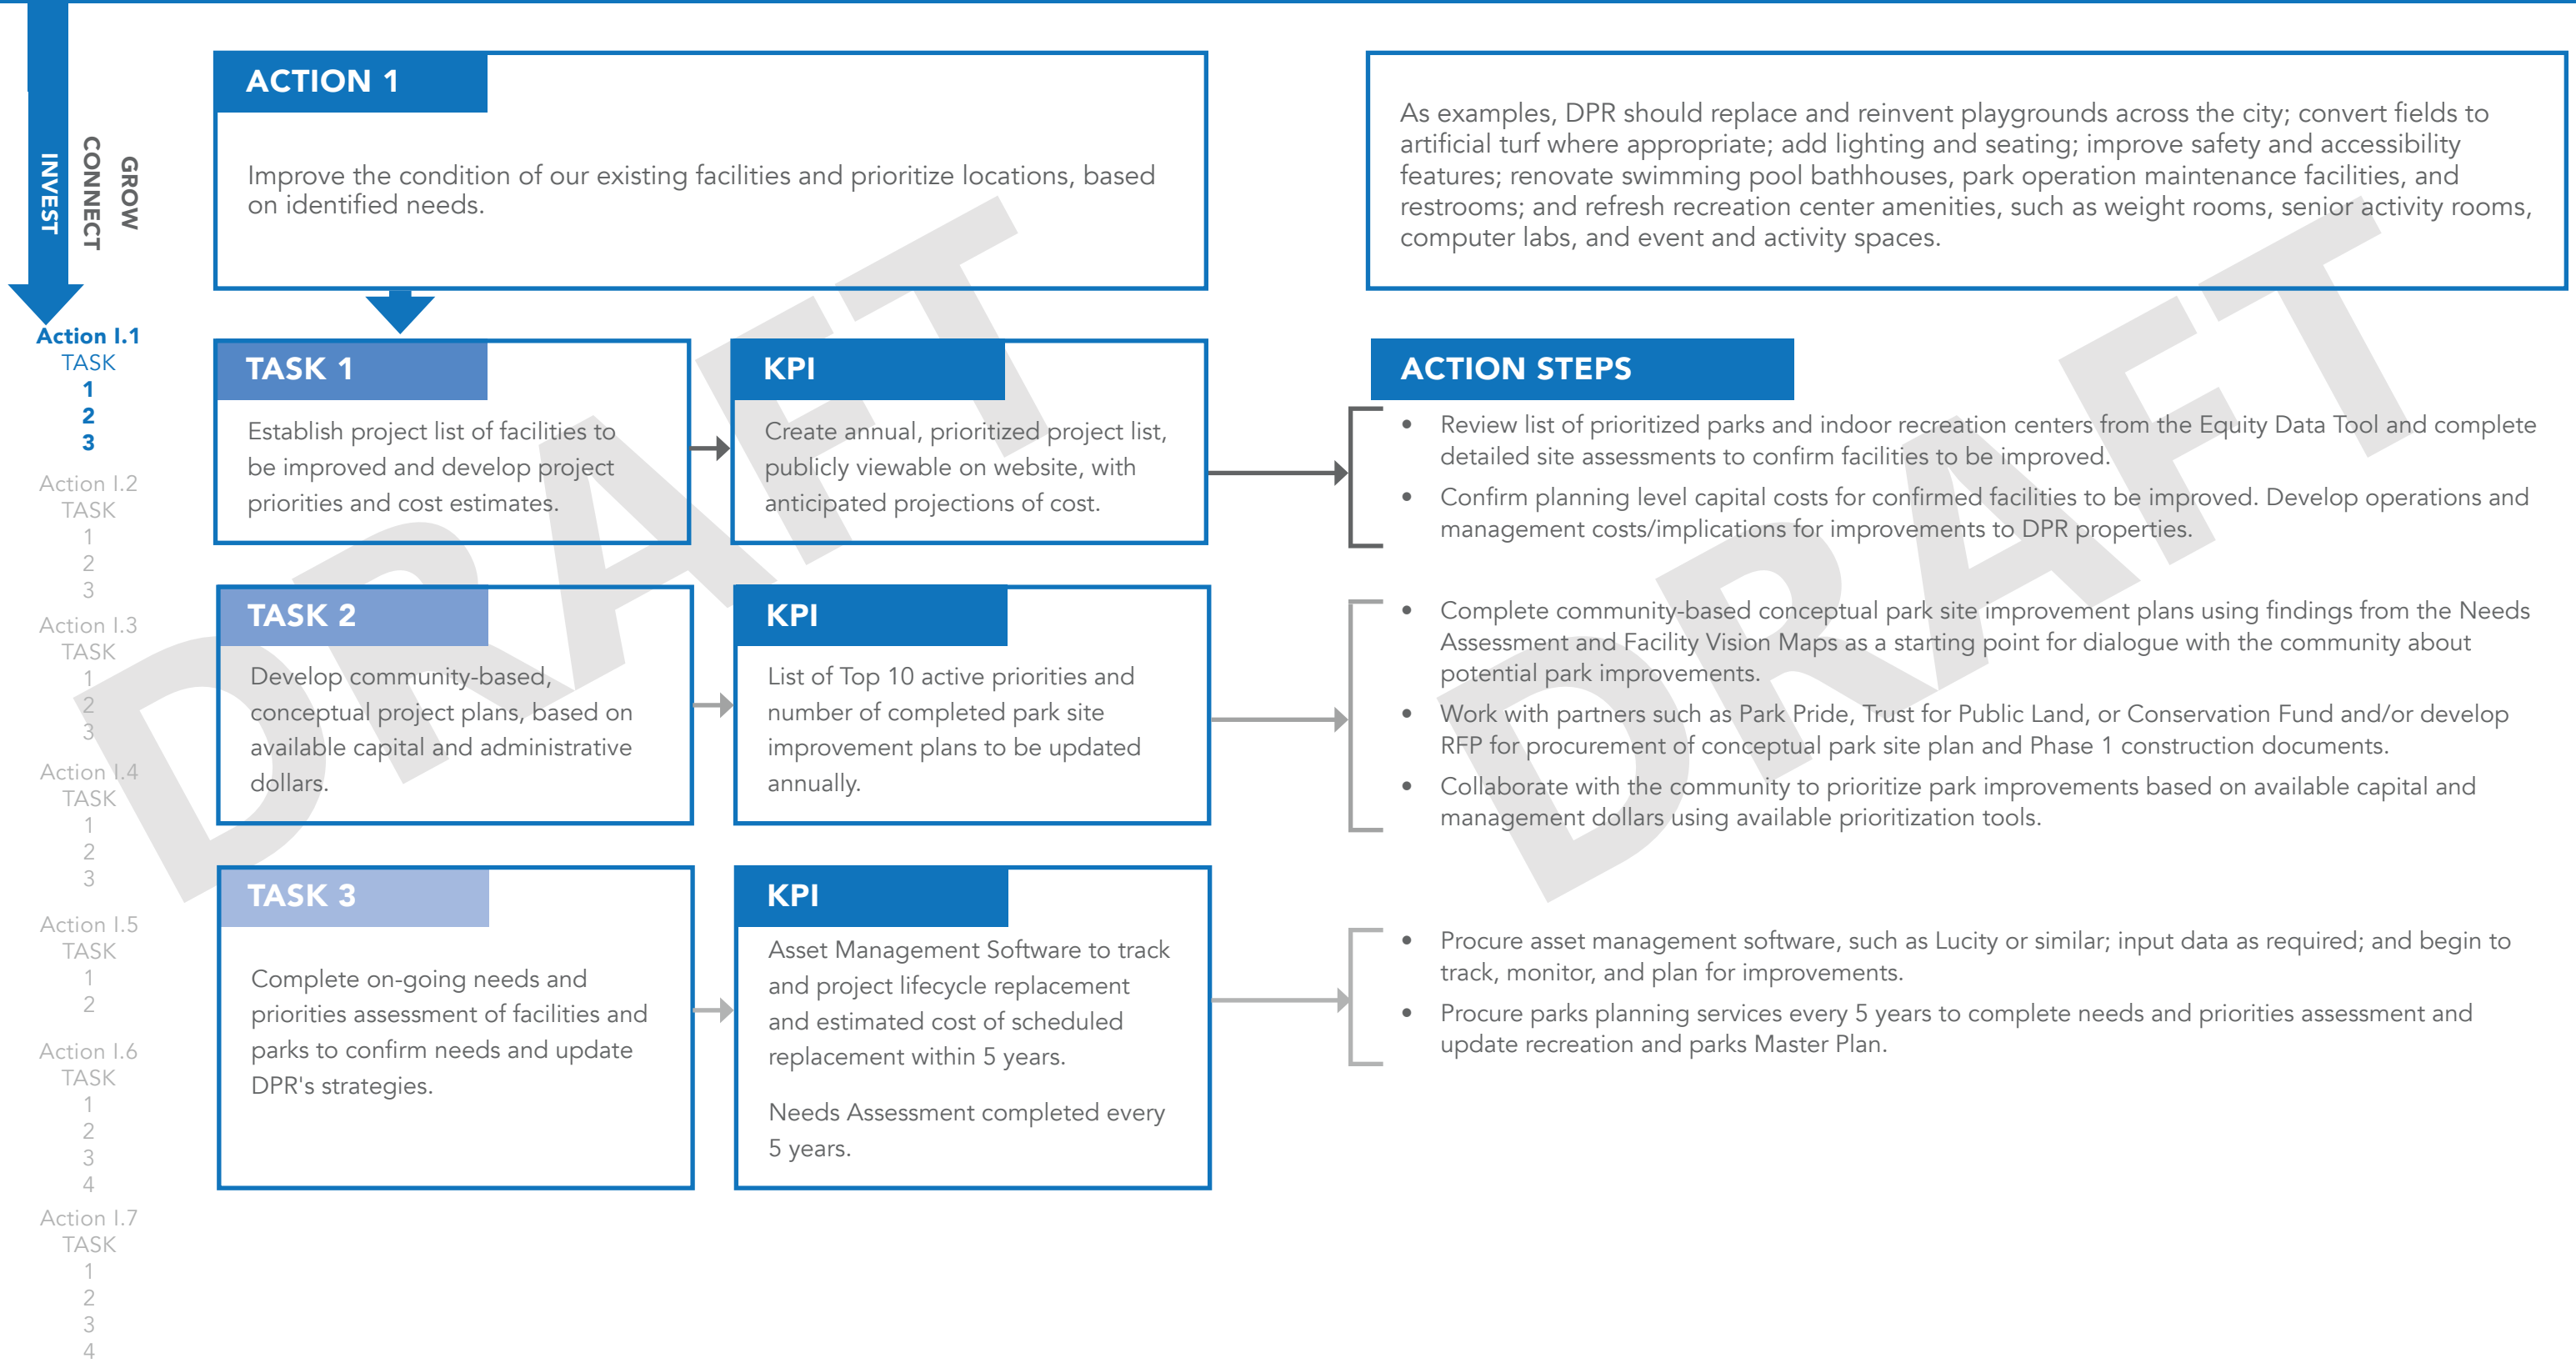 GROW
CONNECT
INVEST
Action I.1
TASK
1
2
3
Action I.2
TASK
1
2
3
Action I.3
TASK
1
2
3
Action I.4
TASK
1
2
3
Action I.5
TASK
1
2
Action I.6
TASK
1
2
3
4
Action I.7
TASK
1
2
3
4
ACTION 1
Improve the condition of our existing facilities and prioritize locations, based
on identified needs.
As examples, DPR should replace and reinvent playgrounds across the city; convert fields to
artificial turf where appropriate; add lighting and seating; improve safety and accessibility
features; renovate swimming pool bathhouses, park operation maintenance facilities, and
restrooms; and refresh recreation center amenities, such as weight rooms, senior activity rooms,
computer labs, and event and activity spaces.
TASK 1
Establish project list of facilities to
be improved and develop project
priorities and cost estimates.
KPI
Create annual, prioritized project list,
publicly viewable on website, with
anticipated projections of cost.
ACTION STEPS
• Review list of prioritized parks and indoor recreation centers from the Equity Data Tool and complete
detailed site assessments to confirm facilities to be improved.
• Confirm planning level capital costs for confirmed facilities to be improved. Develop operations and
management costs/implications for improvements to DPR properties.
TASK 2
Develop community-based,
conceptual project plans, based on
available capital and administrative
dollars.
KPI
List of Top 10 active priorities and
number of completed park site
improvement plans to be updated
annually.
• Complete community-based conceptual park site improvement plans using findings from the Needs
Assessment and Facility Vision Maps as a starting point for dialogue with the community about
potential park improvements.
• Work with partners such as Park Pride, Trust for Public Land, or Conservation Fund and/or develop
RFP for procurement of conceptual park site plan and Phase 1 construction documents.
• Collaborate with the community to prioritize park improvements based on available capital and
management dollars using available prioritization tools.
TASK 3
Complete on-going needs and
priorities assessment of facilities and
parks to confirm needs and update
DPR's strategies.
KPI
Asset Management Software to track
and project lifecycle replacement
and estimated cost of scheduled
replacement within 5 years.
Needs Assessment completed every
5 years.
• Procure asset management software, such as Lucity or similar; input data as required; and begin to
track, monitor, and plan for improvements.
• Procure parks planning services every 5 years to complete needs and priorities assessment and
update recreation and parks Master Plan.
DRAFT
DRAFT